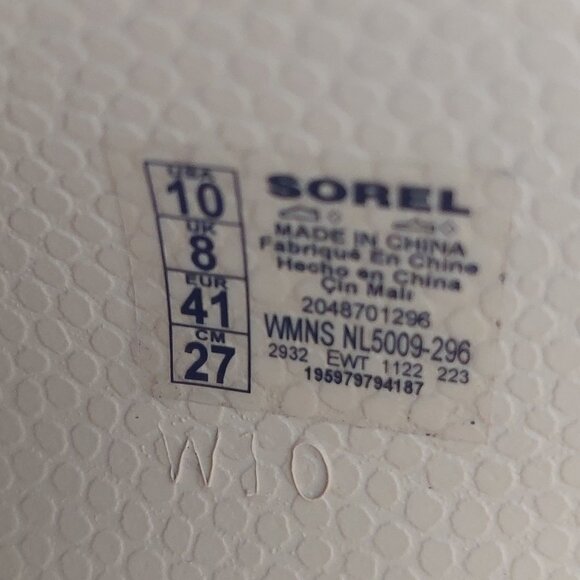 USA
10
UK
8
EUR
41
CM
27
SOREL
MADE IN CHINA
Fabriqué En Chine
Hecho en China
Çin Malı
2048701296
WMNS NL5009-296
2932 EWT 1122 223
195979794187
W10